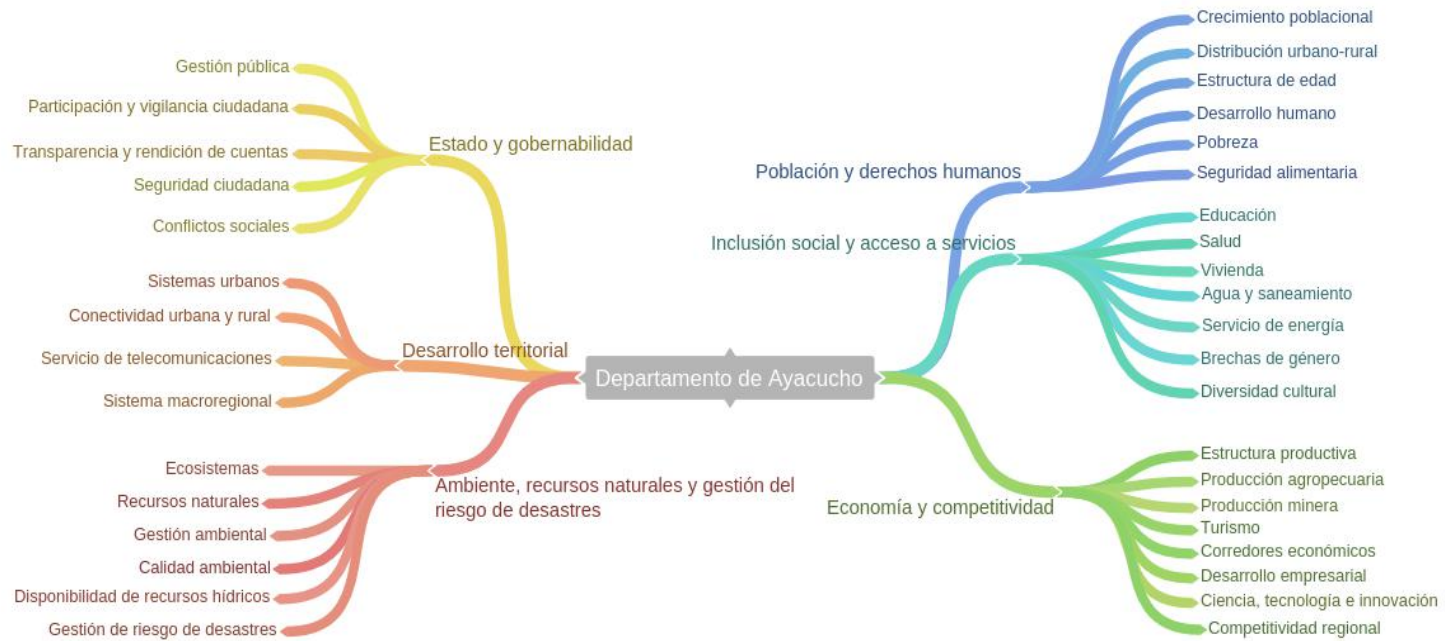 Departamento de Ayacucho
Estado y gobernabilidad
Gestión pública
Participación y vigilancia ciudadana
Transparencia y rendición de cuentas
Seguridad ciudadana
Conflictos sociales
Desarrollo territorial
Sistemas urbanos
Conectividad urbana y rural
Servicio de telecomunicaciones
Sistema macroregional
Ambiente, recursos naturales y gestión del
riesgo de desastres
Ecosistemas
Recursos naturales
Gestión ambiental
Calidad ambiental
Disponibilidad de recursos hídricos
Gestión de riesgo de desastres
Población y derechos humanos
Crecimiento poblacional
Distribución urbano-rural
Estructura de edad
Desarrollo humano
Pobreza
Seguridad alimentaria
Inclusión social y acceso a servicios
Educación
Salud
Vivienda
Agua y saneamiento
Servicio de energía
Brechas de género
Diversidad cultural
Economía y competitividad
Estructura productiva
Producción agropecuaria
Producción minera
Turismo
Corredores económicos
Desarrollo empresarial
Ciencia, tecnología e innovación
Competitividad regional